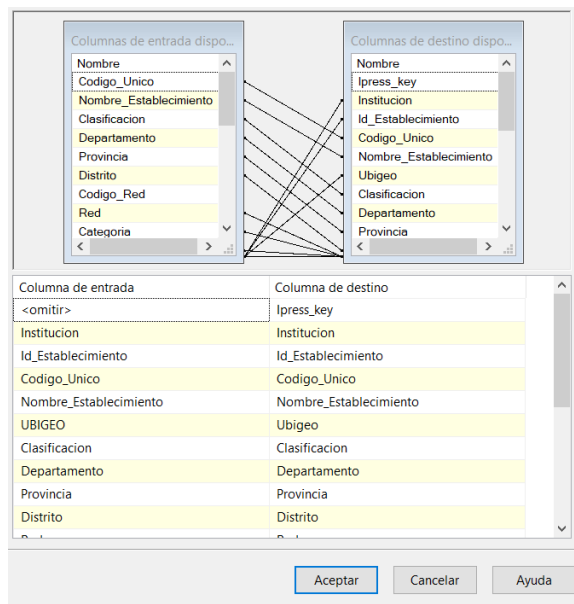 Columnas de entrada dispo...
Nombre
Codigo_Unico
Nombre_Establecimiento
Clasificacion
Departamento
Provincia
Distrito
Codigo_Red
Red
Categoria
Columnas de destino dispo...
Nombre
Ipress_key
Institucion
Id_Establecimiento
Codigo_Unico
Nombre_Establecimiento
Ubigeo
Clasificacion
Departamento
Provincia
Columna de entrada Columna de destino
<omitir> Ipress_key
Institucion Institucion
Id_Establecimiento Id_Establecimiento
Codigo_Unico Codigo_Unico
Nombre_Establecimiento Nombre_Establecimiento
UBIGEO Ubigeo
Clasificacion Clasificacion
Departamento Departamento
Provincia Provincia
Distrito Distrito
Aceptar Cancelar Ayuda